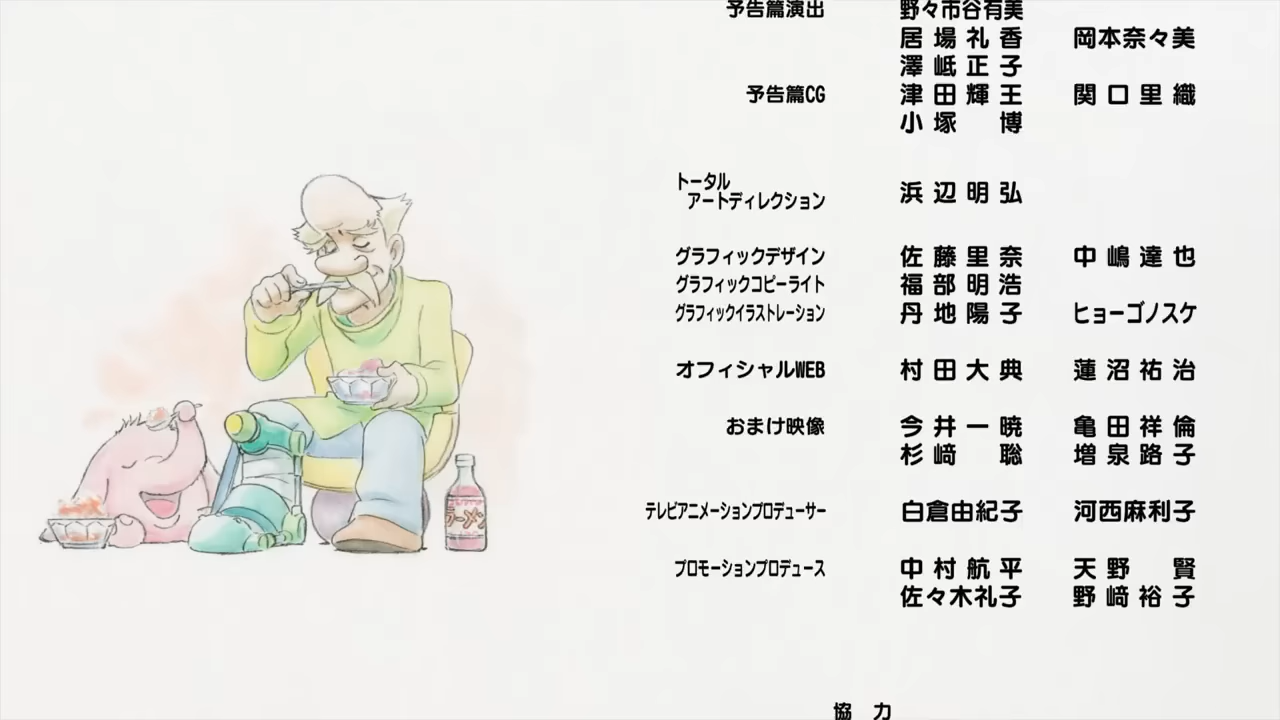 予告篇演出 野々市谷有美
居場礼香 岡本奈々美
澤岻正子
予告篇CG 津田輝王 関口里織
小塚 博
トータル
アートディレクション 浜辺明弘
グラフィックデザイン 佐藤里奈 中嶋達也
グラフィックコピーライト 福部明浩
グラフィックイラストレーション 丹地陽子 ヒョーゴノスケ
オフィシャルWEB 村田大典 蓮沼祐治
おまけ映像 今井一暁 亀田祥倫
杉﨑 聡 増泉路子
テレビアニメーションプロデューサー 白倉由紀子 河西麻利子
プロモーションプロデュース 中村航平 天野 賢
佐々木礼子 野﨑裕子
ラーメン
協 力